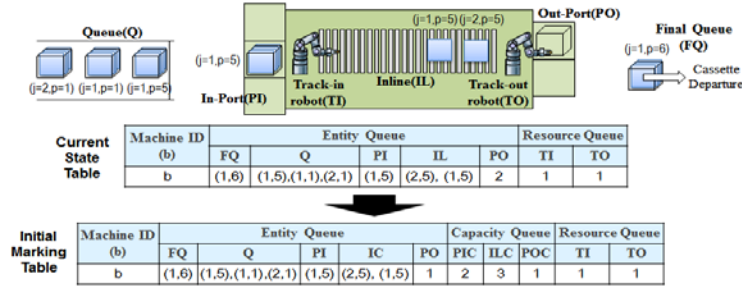 Queue(Q)
(j=2,p=1) (j=1,p=1) (j=1,p=5)
(j=1,p=5)
In-Port(PI)
Track-in
robot(TI)
Inline(IL)
(j=1,p=5) (j=2,p=5)
Track-out
robot(TO)
Out-Port(PO)
Final Queue
(FQ)
(j=1,p=6)
Cassette
Departure
Current
State
Table
Machine ID
(b)
Entity Queue
Resource Queue
FQ Q PI IL PO TI TO
b (1,6) (1,5),(1,1),(2,1) (1,5) (2,5), (1,5) 2 1 1
Initial
Marking
Table
Machine ID
(b)
Entity Queue
Capacity Queue
Resource Queue
FQ Q PI IC PO PIC ILC POC TI TO
b (1,6) (1,5),(1,1),(2,1) (1,5) (2,5), (1,5) 1 2 3 1 1 1